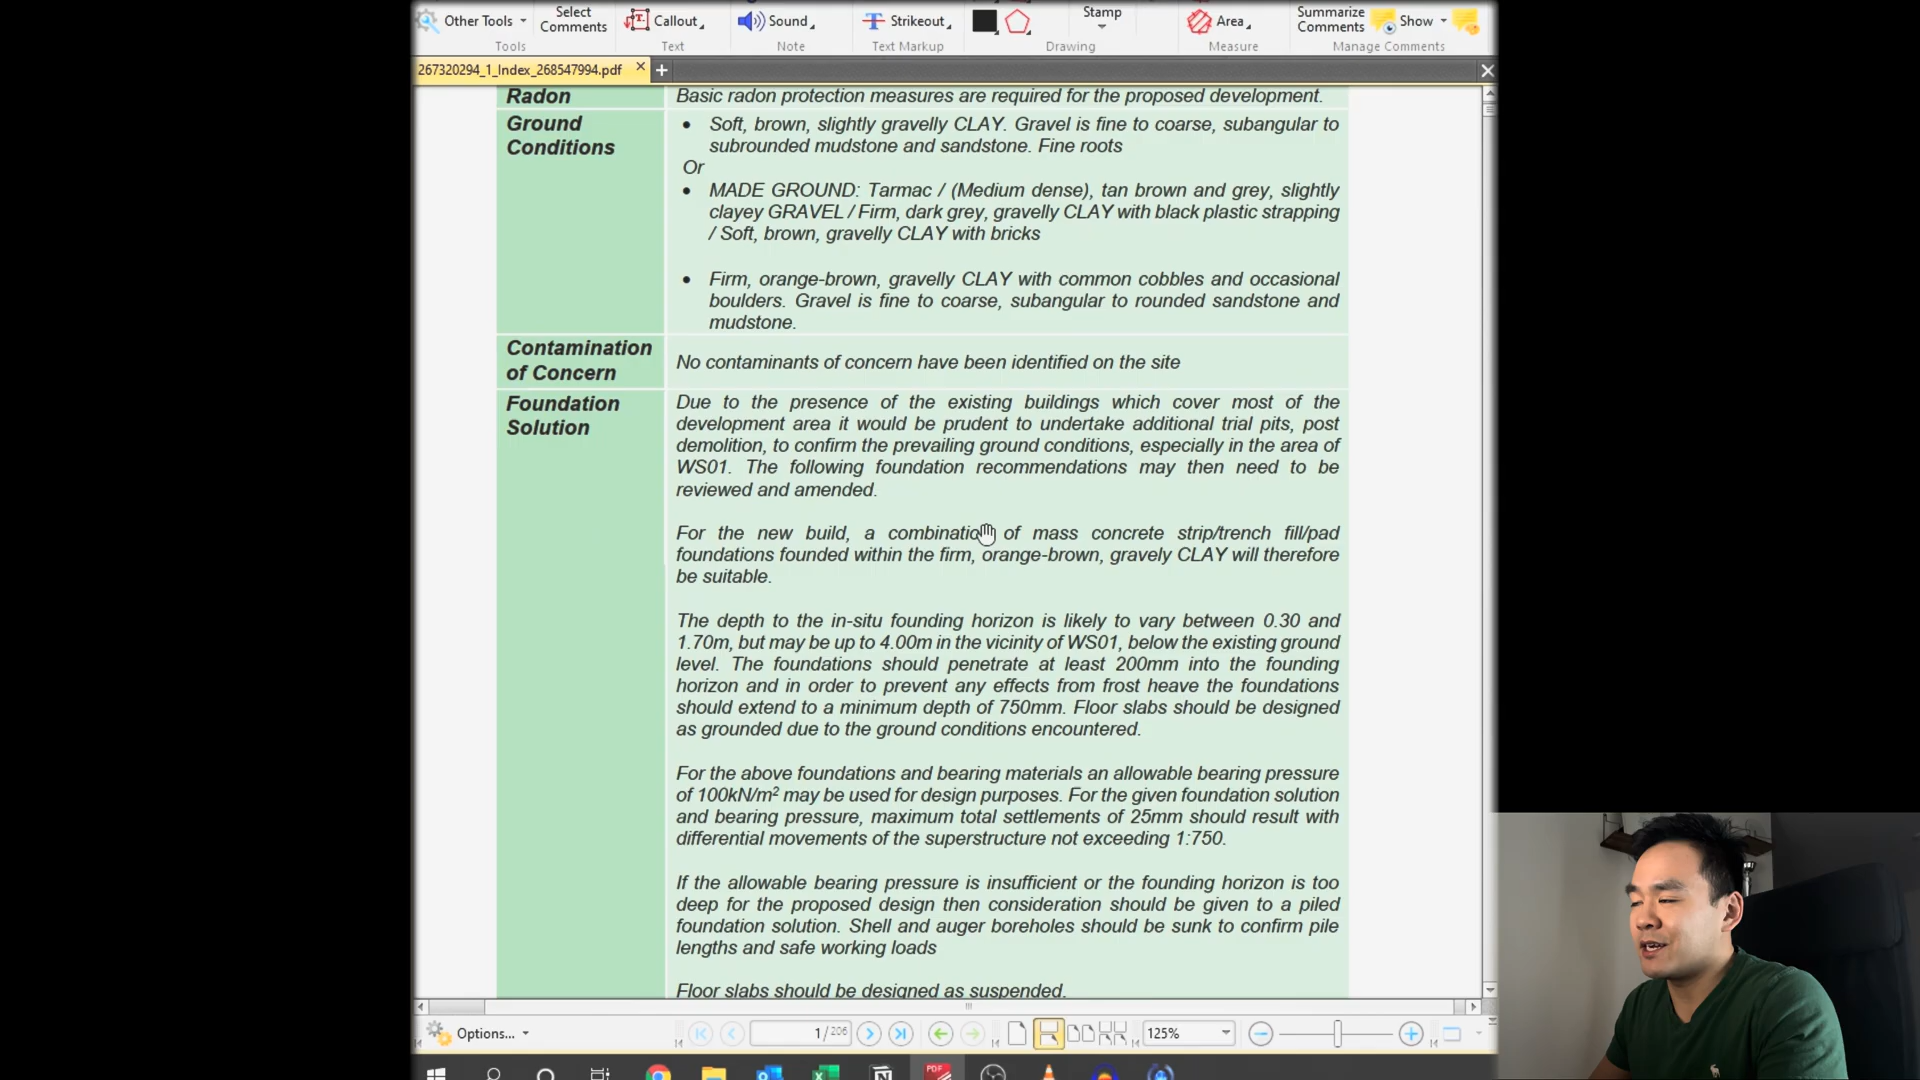 Other Tools
Select
Comments
Callout
Sound
Strikeout
Stamp
Area
Summarize
Comments
Show
Tools
Text
Note
Text Markup
Drawing
Measure
Manage Comments
267320294_1_Index_268547994.pdf
Radon
Basic radon protection measures are required for the proposed development.
Ground
Conditions
• Soft, brown, slightly gravelly CLAY. Gravel is fine to coarse, subangular to
subrounded mudstone and sandstone. Fine roots
Or
• MADE GROUND: Tarmac / (Medium dense), tan brown and grey, slightly
clayey GRAVEL / Firm, dark grey, gravelly CLAY with black plastic strapping
/ Soft, brown, gravelly CLAY with bricks
• Firm, orange-brown, gravelly CLAY with common cobbles and occasional
boulders. Gravel is fine to coarse, subangular to rounded sandstone and
mudstone.
Contamination
of Concern
No contaminants of concern have been identified on the site
Foundation
Solution
Due to the presence of the existing buildings which cover most of the
development area it would be prudent to undertake additional trial pits, post
demolition, to confirm the prevailing ground conditions, especially in the area of
WS01. The following foundation recommendations may then need to be
reviewed and amended.
For the new build, a combination of mass concrete strip/trench fill/pad
foundations founded within the firm, orange-brown, gravely CLAY will therefore
be suitable.
The depth to the in-situ founding horizon is likely to vary between 0.30 and
1.70m, but may be up to 4.00m in the vicinity of WS01, below the existing ground
level. The foundations should penetrate at least 200mm into the founding
horizon and in order to prevent any effects from frost heave the foundations
should extend to a minimum depth of 750mm. Floor slabs should be designed
as grounded due to the ground conditions encountered.
For the above foundations and bearing materials an allowable bearing pressure
of 100kN/m² may be used for design purposes. For the given foundation solution
and bearing pressure, maximum total settlements of 25mm should result with
differential movements of the superstructure not exceeding 1:750.
If the allowable bearing pressure is insufficient or the founding horizon is too
deep for the proposed design then consideration should be given to a piled
foundation solution. Shell and auger boreholes should be sunk to confirm pile
lengths and safe working loads
Floor slabs should be designed as suspended.
Options...
1 / 206
125%
PDF